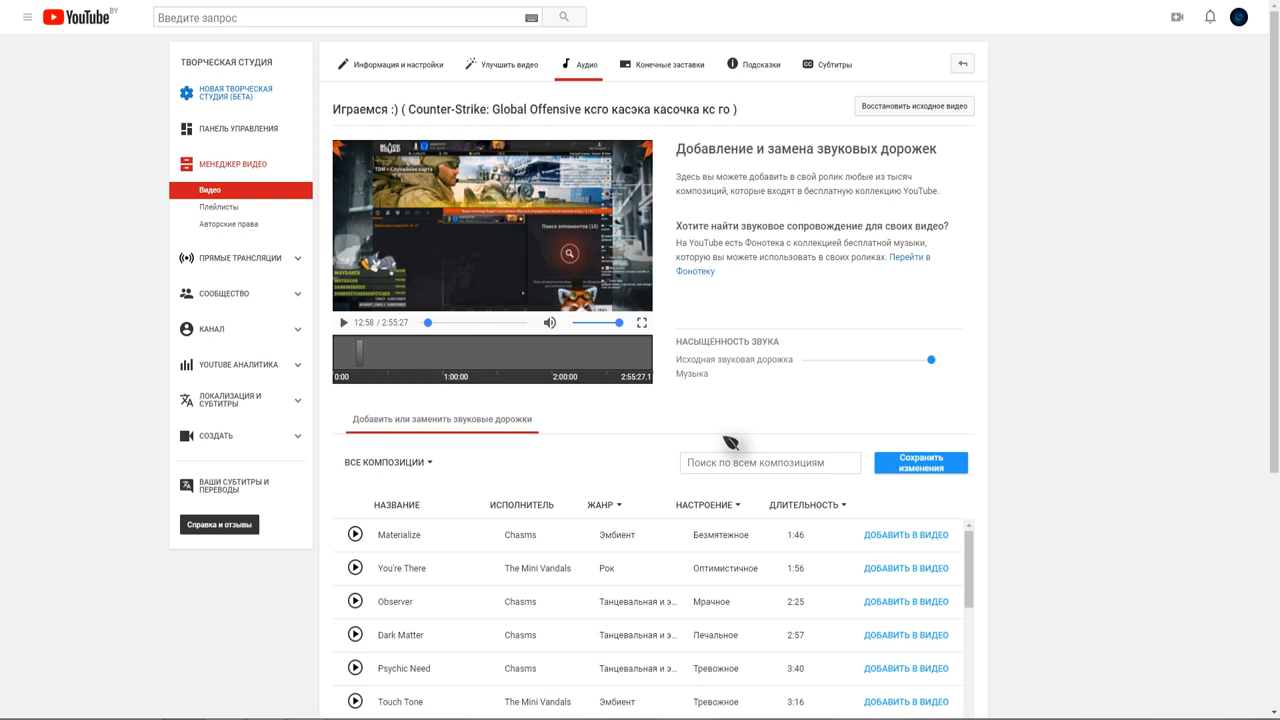 YouTube BY
Введите запрос
ТВОРЧЕСКАЯ СТУДИЯ
НОВАЯ ТВОРЧЕСКАЯ
СТУДИЯ (БЕТА)
ПАНЕЛЬ УПРАВЛЕНИЯ
МЕНЕДЖЕР ВИДЕО
Видео
Плейлисты
Авторские права
ПРЯМЫЕ ТРАНСЛЯЦИИ
СООБЩЕСТВО
КАНАЛ
YOUTUBE АНАЛИТИКА
ЛОКАЛИЗАЦИЯ И
СУБТИТРЫ
СОЗДАТЬ
ВАШИ СУБТИТРЫ И
ПЕРЕВОДЫ
Справка и отзывы
Информация и настройки
Улучшить видео
Аудио
Конечные заставки
Подсказки
Субтитры
Играемся :) ( Counter-Strike: Global Offensive ксго касэка касочка кс го )
Восстановить исходное видео
TDM + Случайная карта
Поиск оппонентов (16)
12:58 / 2:55:27
0:00 1:00:00 2:00:00 2:55:27.1
Добавление и замена звуковых дорожек
Здесь вы можете добавить в свой ролик любые из тысяч
композиций, которые входят в бесплатную коллекцию YouTube.
Хотите найти звуковое сопровождение для своих видео?
На YouTube есть Фонотека с коллекцией бесплатной музыки,
которую вы можете использовать в своих роликах. Перейти в
Фонотеку
НАСЫЩЕННОСТЬ ЗВУКА
Исходная звуковая дорожка
Музыка
Добавить или заменить звуковые дорожки
ВСЕ КОМПОЗИЦИИ
Поиск по всем композициям
Сохранить
изменения
НАЗВАНИЕ ИСПОЛНИТЕЛЬ ЖАНР НАСТРОЕНИЕ ДЛИТЕЛЬНОСТЬ
Materialize Chasms Эмбиент Безмятежное 1:46 ДОБАВИТЬ В ВИДЕО
You're There The Mini Vandals Рок Оптимистичное 1:56 ДОБАВИТЬ В ВИДЕО
Observer Chasms Танцевальная и э... Мрачное 2:25 ДОБАВИТЬ В ВИДЕО
Dark Matter Chasms Танцевальная и э... Печальное 2:57 ДОБАВИТЬ В ВИДЕО
Psychic Need Chasms Танцевальная и э... Тревожное 3:40 ДОБАВИТЬ В ВИДЕО
Touch Tone The Mini Vandals Эмбиент Тревожное 3:16 ДОБАВИТЬ В ВИДЕО